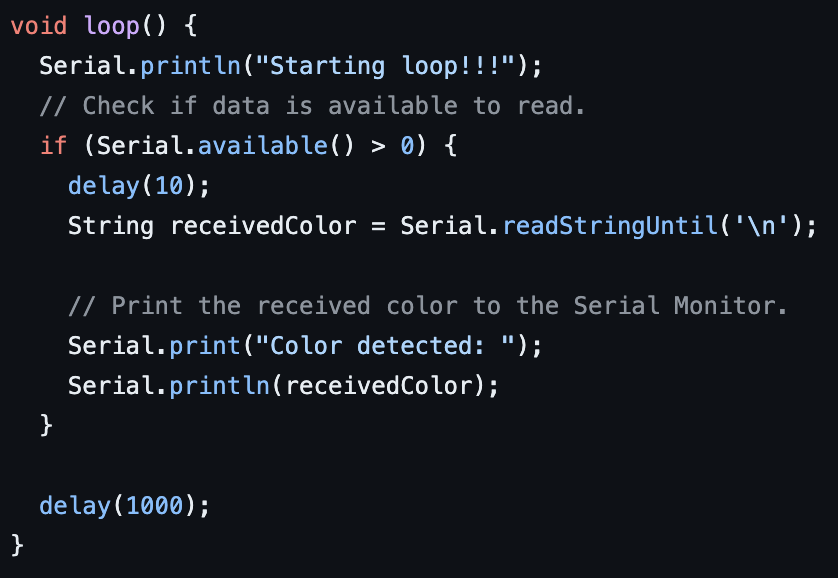 void loop() {
  Serial.println("Starting loop!!!");
  // Check if data is available to read.
  if (Serial.available() > 0) {
    delay(10);
    String receivedColor = Serial.readStringUntil('\n');

    // Print the received color to the Serial Monitor.
    Serial.print("Color detected: ");
    Serial.println(receivedColor);
  }

  delay(1000);
}